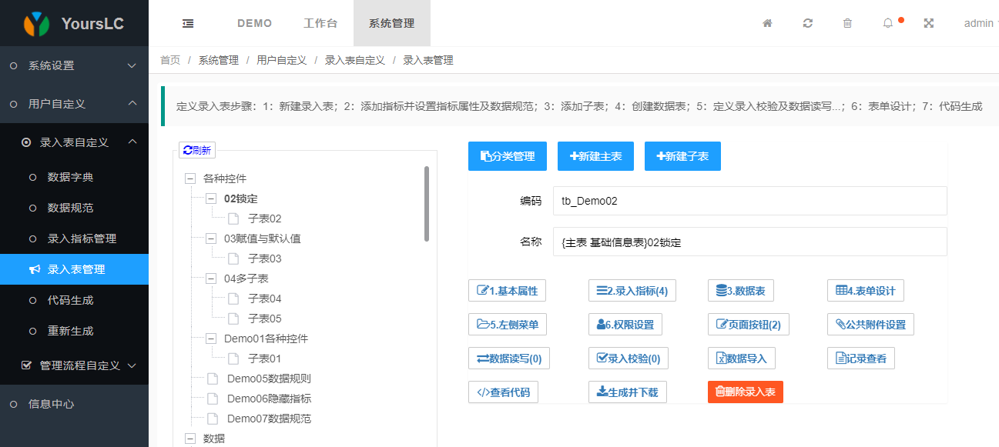 YoursLC
DEMO 工作台 系统管理 admin
首页 / 系统管理 / 用户自定义 / 录入表自定义 / 录入表管理
系统设置
用户自定义
录入表自定义
数据字典
数据规范
录入指标管理
录入表管理
代码生成
重新生成
管理流程自定义
信息中心
定义录入表步骤：1：新建录入表；2：添加指标并设置指标属性及数据规范；3：添加子表；4：创建数据表；5：定义录入校验及数据读写...；6：表单设计；7：代码生成
刷新
各种控件
02锁定
子表02
03赋值与默认值
子表03
04多子表
子表04
子表05
Demo01各种控件
子表01
Demo05数据规则
Demo06隐藏指标
Demo07数据规范
数据
分类管理 新建主表 新建子表
编码 tb_Demo02
名称 {主表 基础信息表}02锁定
1.基本属性 2.录入指标(4) 3.数据表 4.表单设计
5.左侧菜单 6.权限设置 页面按钮(2) 公共附件设置
数据读写(0) 录入校验(0) 数据导入 记录查看
查看代码 生成并下载 删除录入表